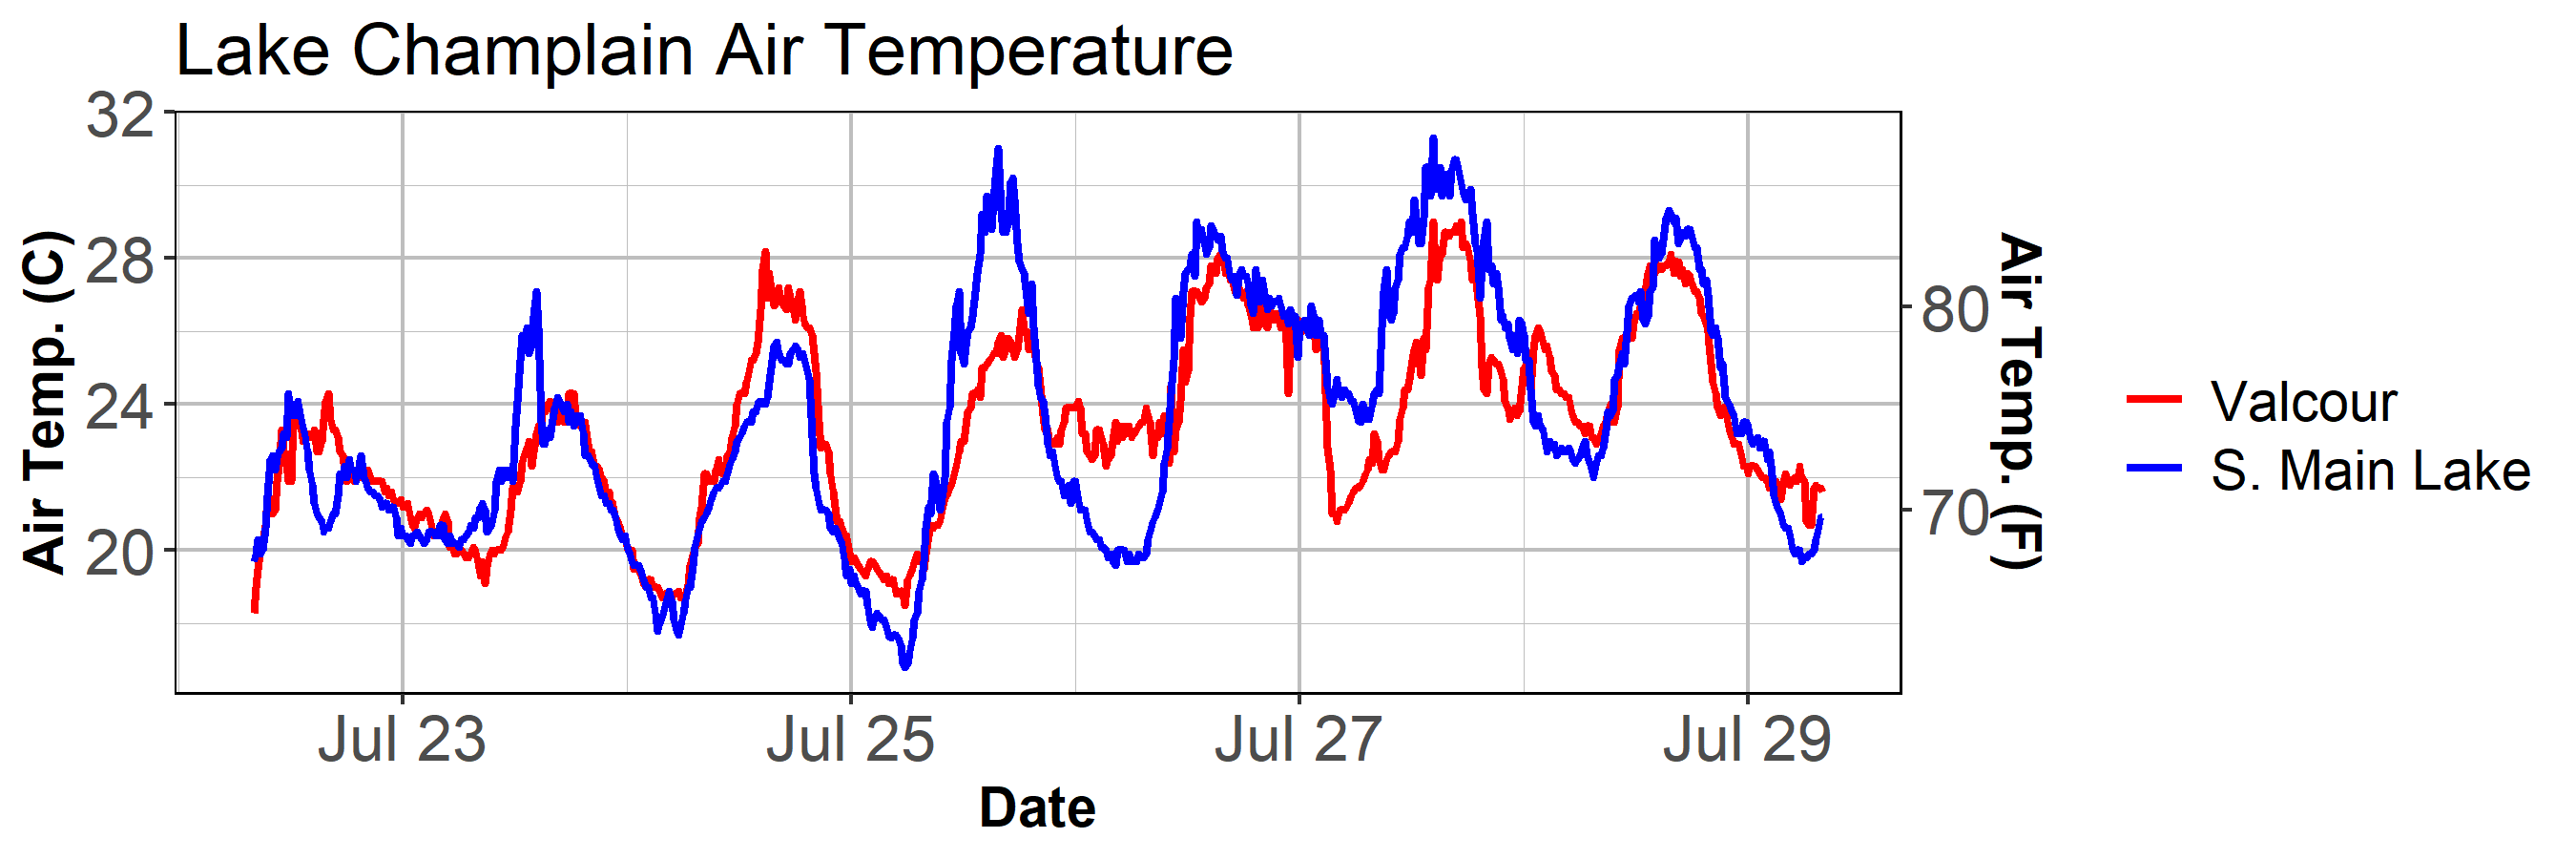 Lake Champlain Air Temperature
Air Temp. (C)
32
28
24
20
Air Temp. (F)
80
70
Jul 23
Jul 25
Jul 27
Jul 29
Date
Valcour
S. Main Lake